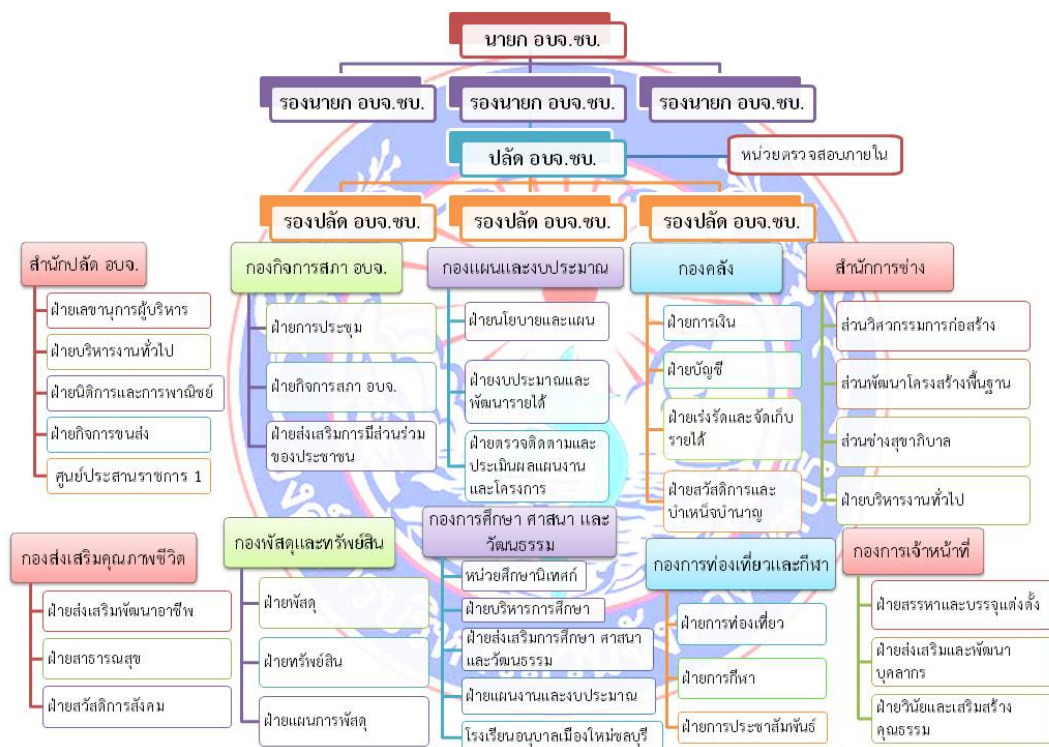 นายก อบจ.ชบ.
รองนายก อบจ.ชบ.
รองนายก อบจ.ชบ.
รองนายก อบจ.ชบ.
ปลัด อบจ.ชบ.
หน่วยตรวจสอบภายใน
รองปลัด อบจ.ชบ.
รองปลัด อบจ.ชบ.
รองปลัด อบจ.ชบ.
สำนักปลัด อบจ.
ฝ่ายเลขานุการผู้บริหาร
ฝ่ายบริหารงานทั่วไป
ฝ่ายนิติการและการพาณิชย์
ฝ่ายกิจการขนส่ง
ศูนย์ประสานราชการ 1
กองกิจการสภา อบจ.
ฝ่ายการประชุม
ฝ่ายกิจการสภา อบจ.
ฝ่ายส่งเสริมการมีส่วนร่วม
ของประชาชน
กองแผนและงบประมาณ
ฝ่ายนโยบายและแผน
ฝ่ายงบประมาณและ
พัฒนารายได้
ฝ่ายตรวจติดตามและ
ประเมินผลแผนงาน
และโครงการ
กองคลัง
ฝ่ายการเงิน
ฝ่ายบัญชี
ฝ่ายเร่งรัดและจัดเก็บ
รายได้
ฝ่ายสวัสดิการและ
บำเหน็จบำนาญ
สำนักการช่าง
ส่วนวิศวกรรมการก่อสร้าง
ส่วนพัฒนาโครงสร้างพื้นฐาน
ส่วนช่างสุขาภิบาล
ฝ่ายบริหารงานทั่วไป
กองส่งเสริมคุณภาพชีวิต
ฝ่ายส่งเสริมพัฒนาอาชีพ
ฝ่ายสาธารณสุข
ฝ่ายสวัสดิการสังคม
กองพัสดุและทรัพย์สิน
ฝ่ายพัสดุ
ฝ่ายทรัพย์สิน
ฝ่ายแผนการพัสดุ
กองการศึกษา ศาสนา และ
วัฒนธรรม
หน่วยศึกษานิเทศก์
ฝ่ายบริหารการศึกษา
ฝ่ายส่งเสริมการศึกษา ศาสนา
และวัฒนธรรม
ฝ่ายแผนงานและงบประมาณ
โรงเรียนอนุบาลเมืองใหม่ชลบุรี
กองการท่องเที่ยวและกีฬา
ฝ่ายการท่องเที่ยว
ฝ่ายการกีฬา
ฝ่ายการประชาสัมพันธ์
กองการเจ้าหน้าที่
ฝ่ายสรรหาและบรรจุแต่งตั้ง
ฝ่ายส่งเสริมและพัฒนา
บุคลากร
ฝ่ายวินัยและเสริมสร้าง
คุณธรรม